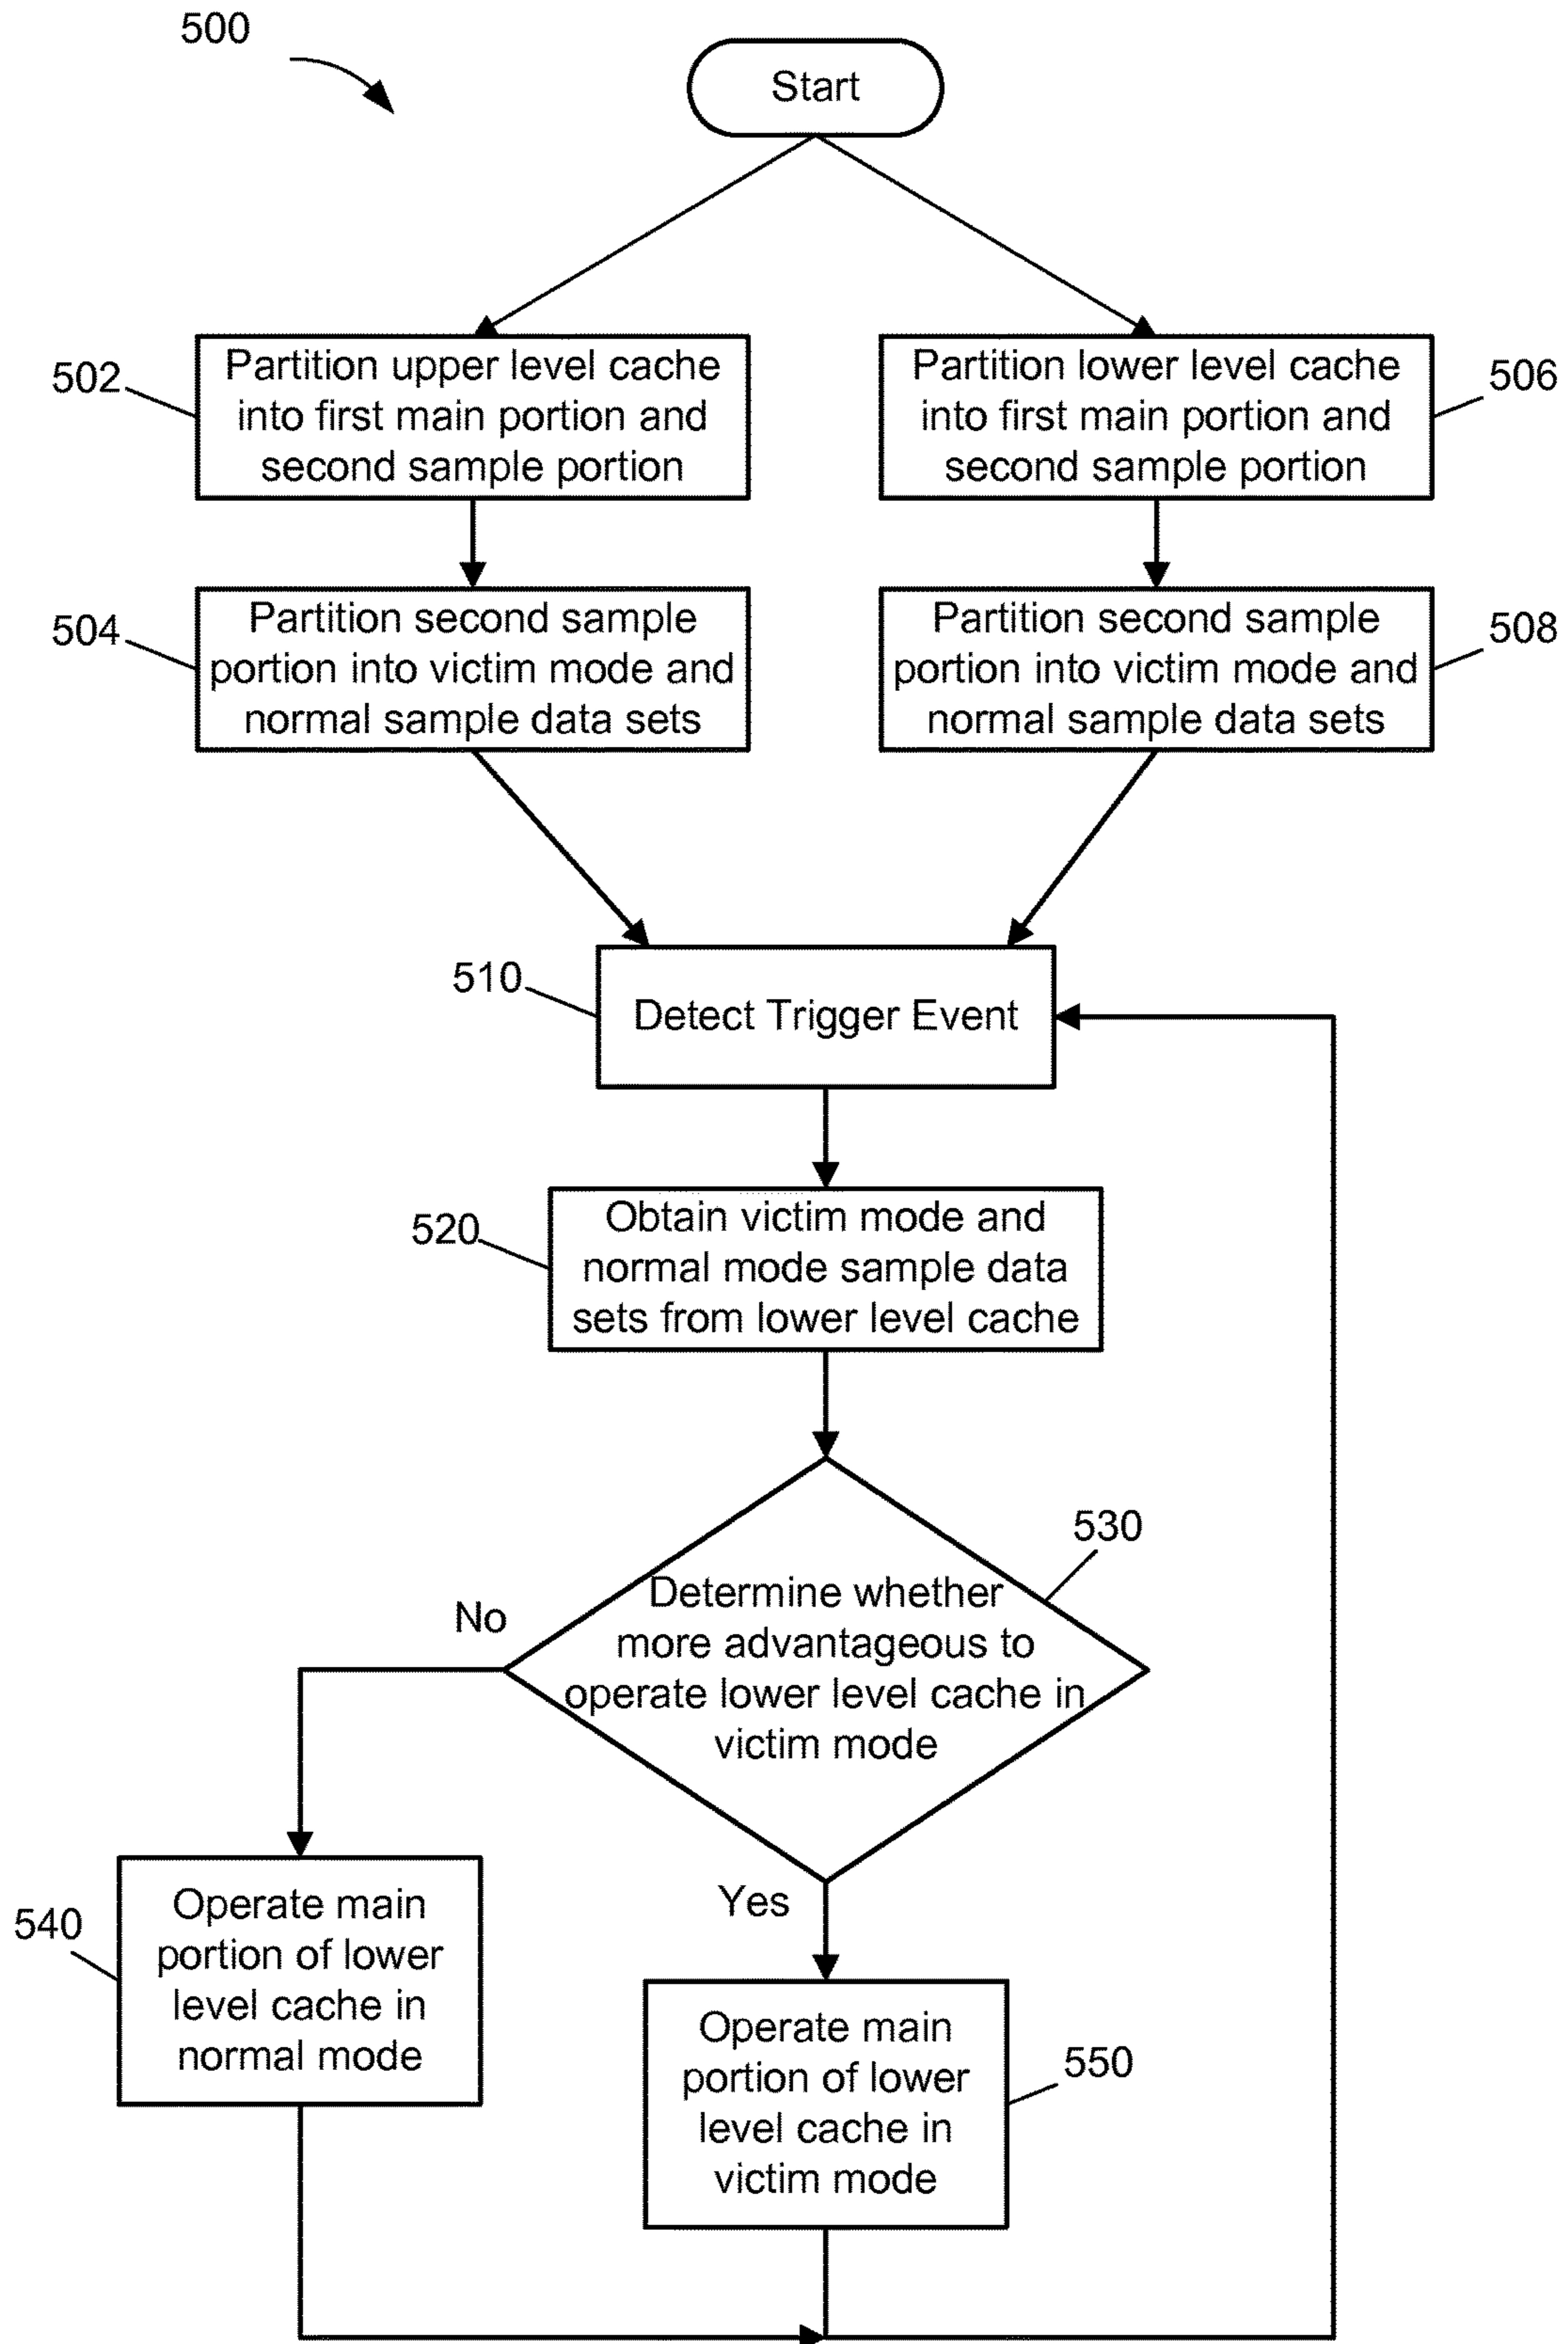 500
Start
502
Partition upper level cache
into first main portion and
second sample portion
Partition lower level cache
into first main portion and
second sample portion
506
504
Partition second sample
portion into victim mode and
normal sample data sets
Partition second sample
portion into victim mode and
normal sample data sets
508
510
Detect Trigger Event
520
Obtain victim mode and
normal mode sample data
sets from lower level cache
530
Determine whether
more advantageous to
operate lower level cache in
victim mode
No
Yes
540
Operate main
portion of lower
level cache in
normal mode
Operate main
portion of lower
level cache in
victim mode
550